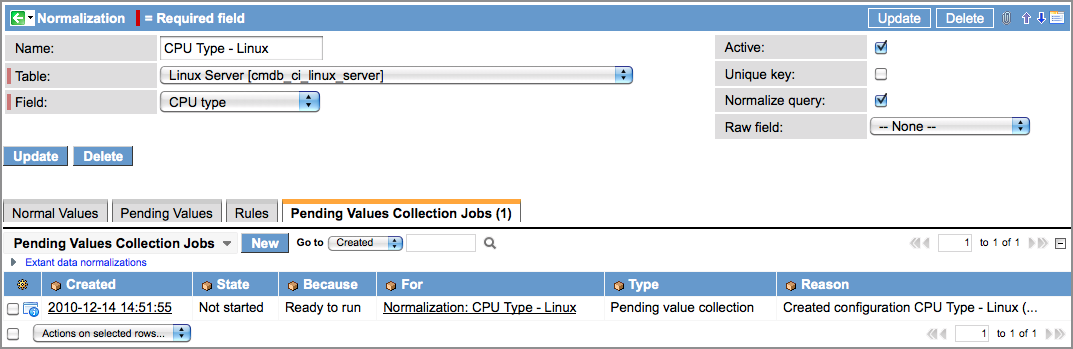 Normalization = Required field Update Delete
Name: CPU Type - Linux Active:
Table: Linux Server [cmdb_ci_linux_server] Unique key:
Field: CPU type Normalize query:
Raw field: -- None --
Update Delete
Normal Values Pending Values Rules Pending Values Collection Jobs (1)
Pending Values Collection Jobs New Go to Created 1 to 1 of 1
Extant data normalizations
Created State Because For Type Reason
2010-12-14 14:51:55 Not started Ready to run Normalization: CPU Type - Linux Pending value collection Created configuration CPU Type - Linux (...
Actions on selected rows... 1 to 1 of 1